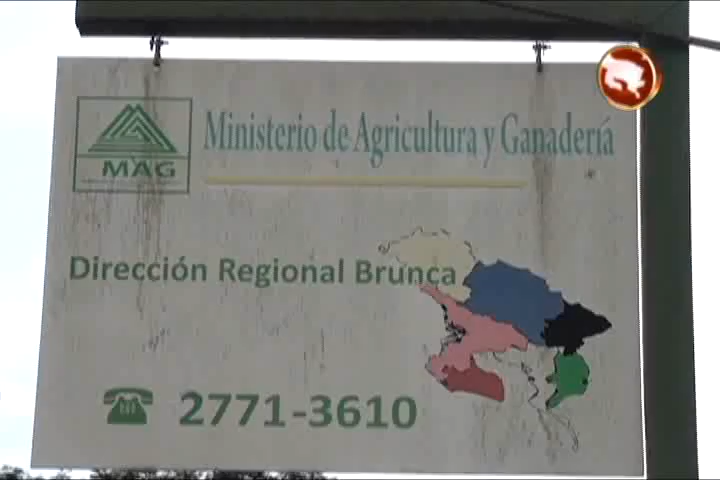 MAG
Ministerio de Agricultura y Ganadería
Dirección Regional Brunca
2771-3610